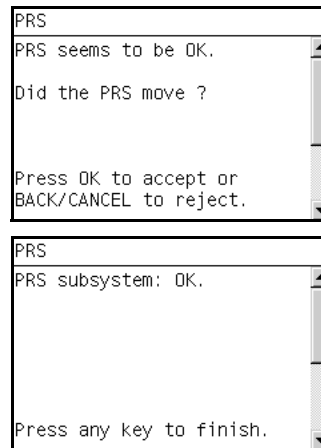 PRS
PRS seems to be OK.
Did the PRS move ?
Press OK to accept or
BACK/CANCEL to reject.
PRS
PRS subsystem: OK.
Press any key to finish.